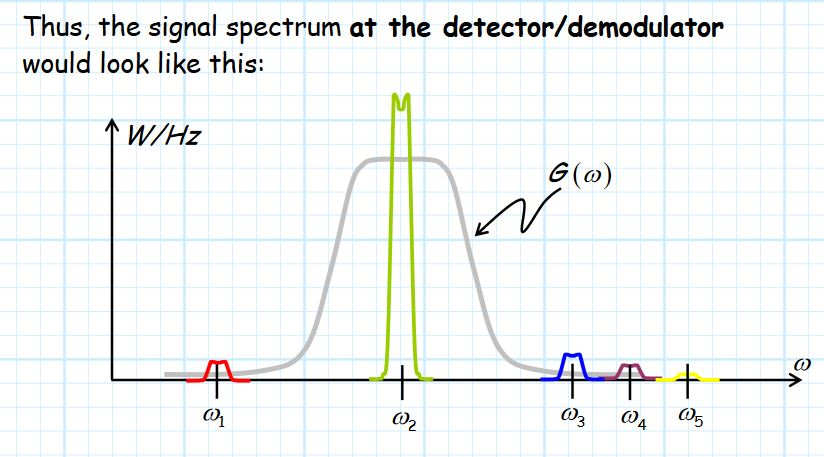 Thus, the signal spectrum at the detector/demodulator
would look like this:
W/Hz
G(ω)
ω
ω₁
ω₂
ω₃
ω₄
ω₅